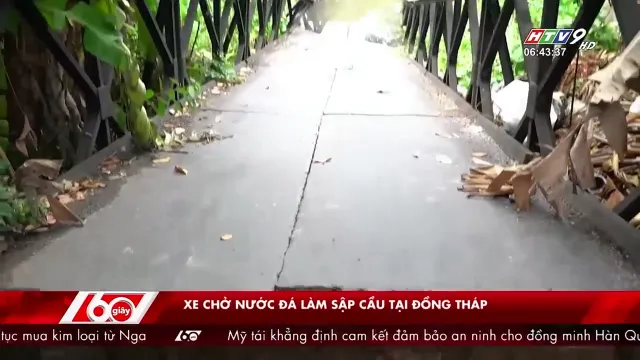 HTV9 HD
06:43:37
60 giây
XE CHỞ NƯỚC ĐÁ LÀM SẬP CẦU TẠI ĐỒNG THÁP
tục mua kim loại từ Nga 60 giây Mỹ tái khẳng định cam kết đảm bảo an ninh cho đồng minh Hàn Qu